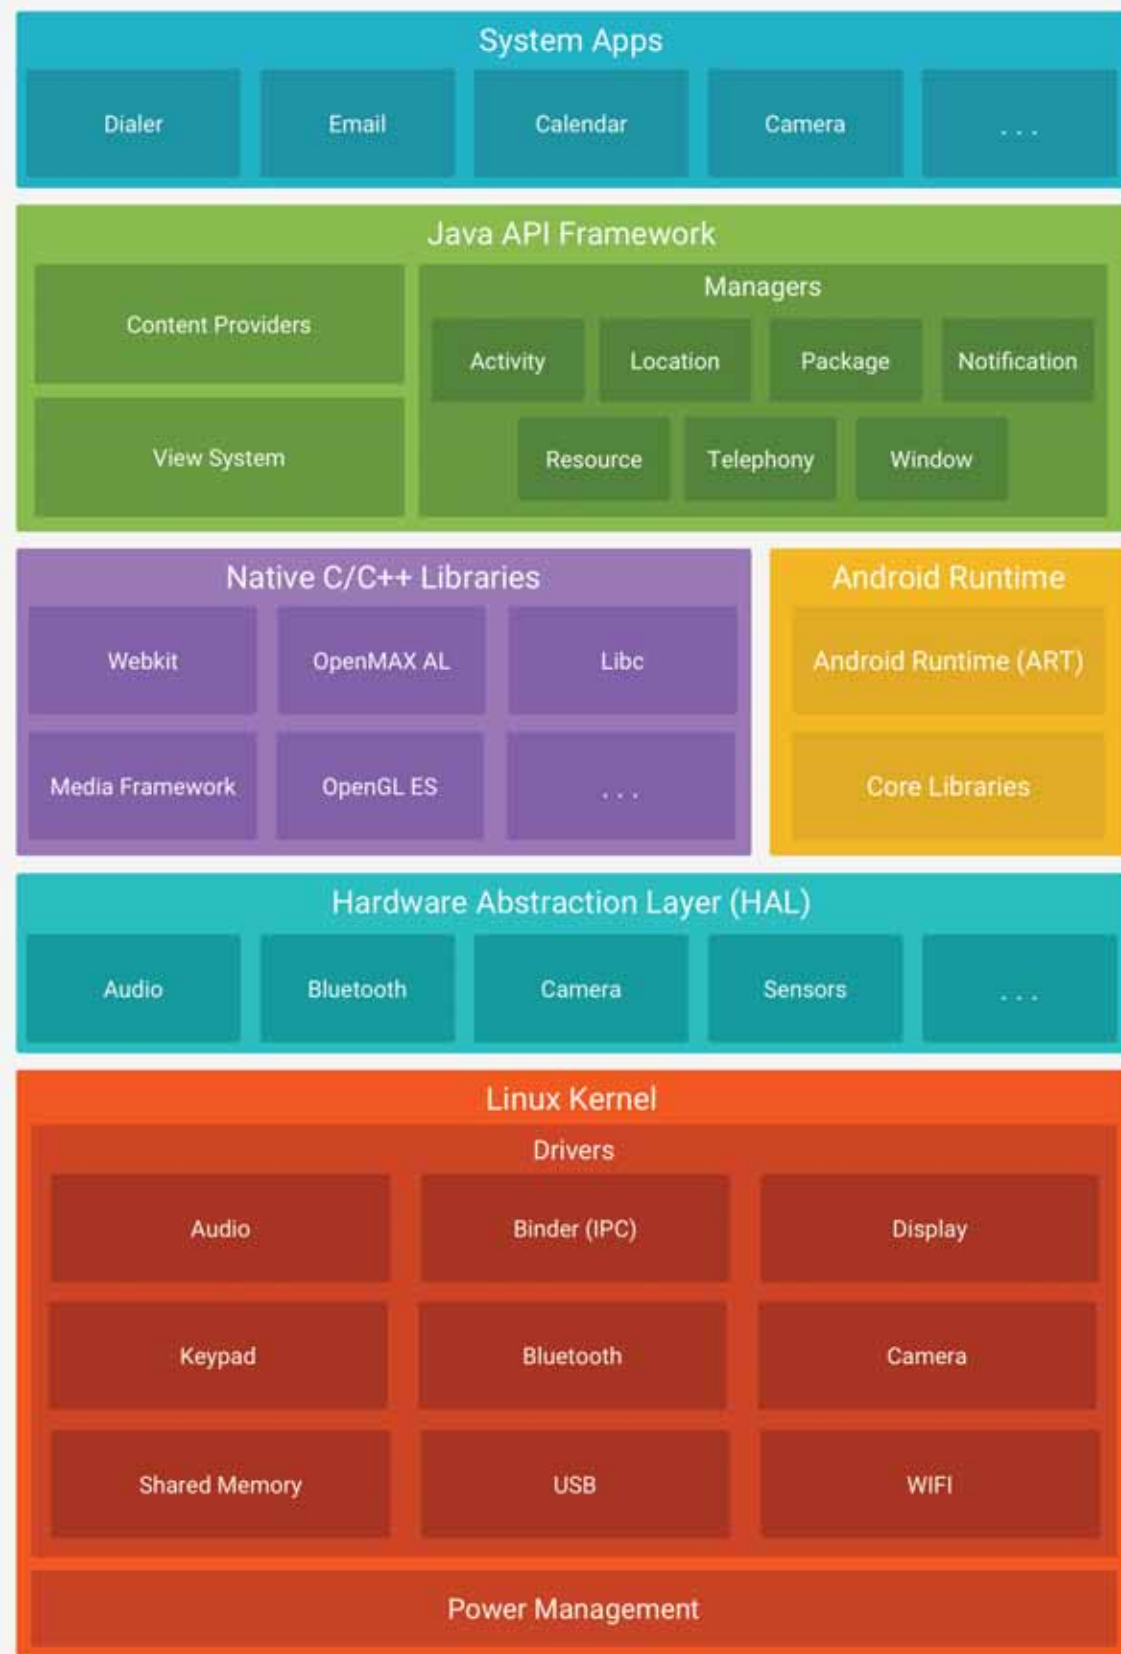 System Apps
Dialer Email Calendar Camera . . .
Java API Framework
Content Providers
View System
Managers
Activity Location Package Notification
Resource Telephony Window
Native C/C++ Libraries
Webkit OpenMAX AL Libc
Media Framework OpenGL ES . . .
Android Runtime
Android Runtime (ART)
Core Libraries
Hardware Abstraction Layer (HAL)
Audio Bluetooth Camera Sensors . . .
Linux Kernel
Drivers
Audio Binder (IPC) Display
Keypad Bluetooth Camera
Shared Memory USB WIFI
Power Management